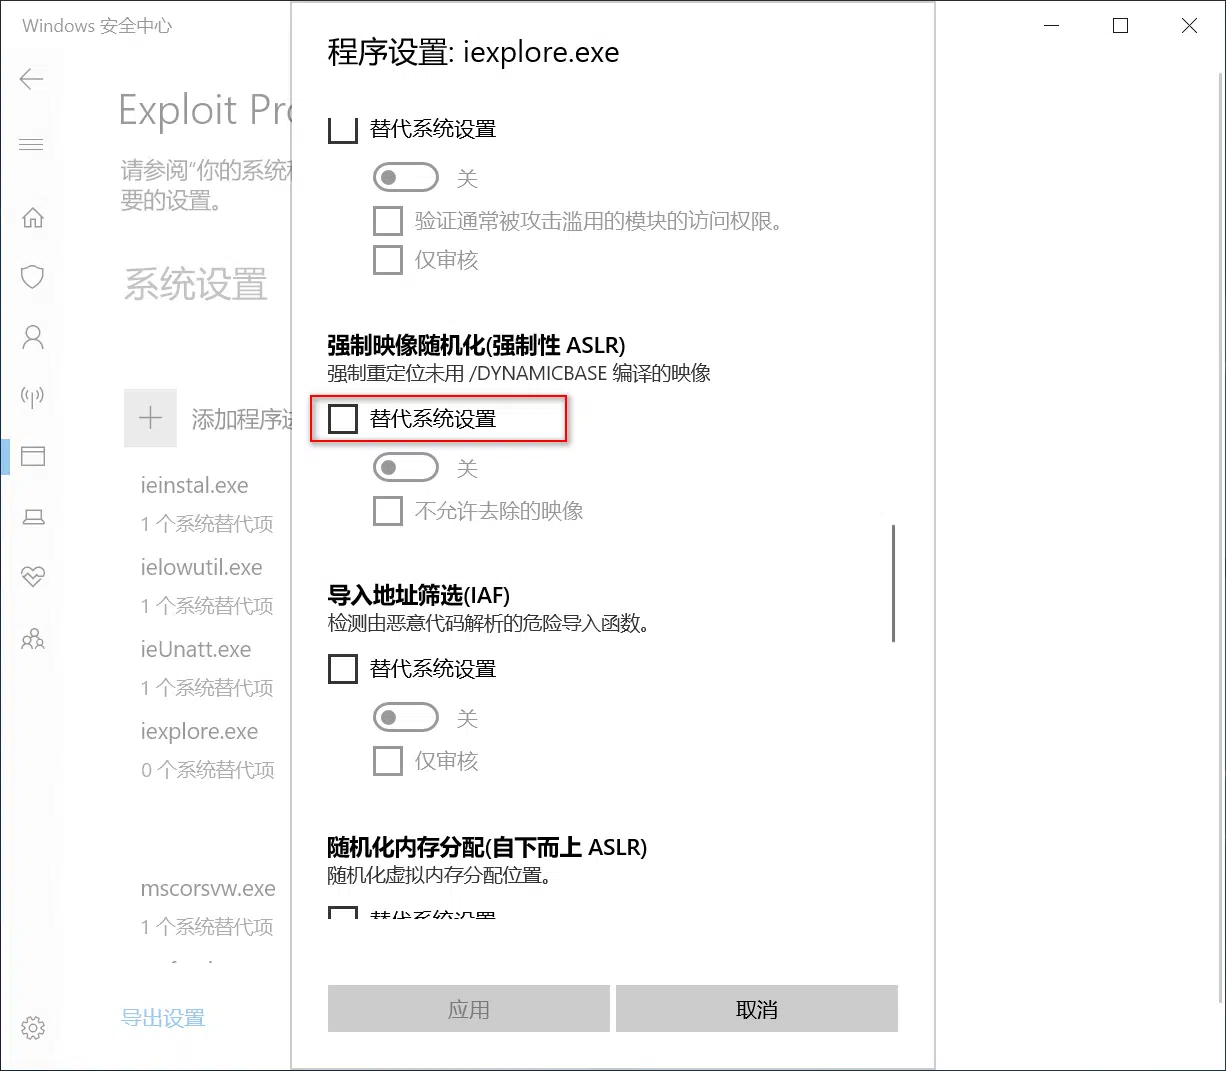 Windows 安全中心
程序设置: iexplore.exe
Exploit Pr
请参阅“你的系统
要的设置。
系统设置
添加程序
ieinstal.exe
1 个系统替代项
ielowutil.exe
1 个系统替代项
ieUnatt.exe
1 个系统替代项
iexplore.exe
0 个系统替代项
mscorsvw.exe
1 个系统替代项
导出设置
替代系统设置
关
验证通常被攻击滥用的模块的访问权限。
仅审核
强制映像随机化(强制性 ASLR)
强制重定位未用 /DYNAMICBASE 编译的映像
替代系统设置
关
不允许去除的映像
导入地址筛选(IAF)
检测由恶意代码解析的危险导入函数。
替代系统设置
关
仅审核
随机化内存分配(自下而上 ASLR)
随机化虚拟内存分配位置。
替代系统设置
应用
取消